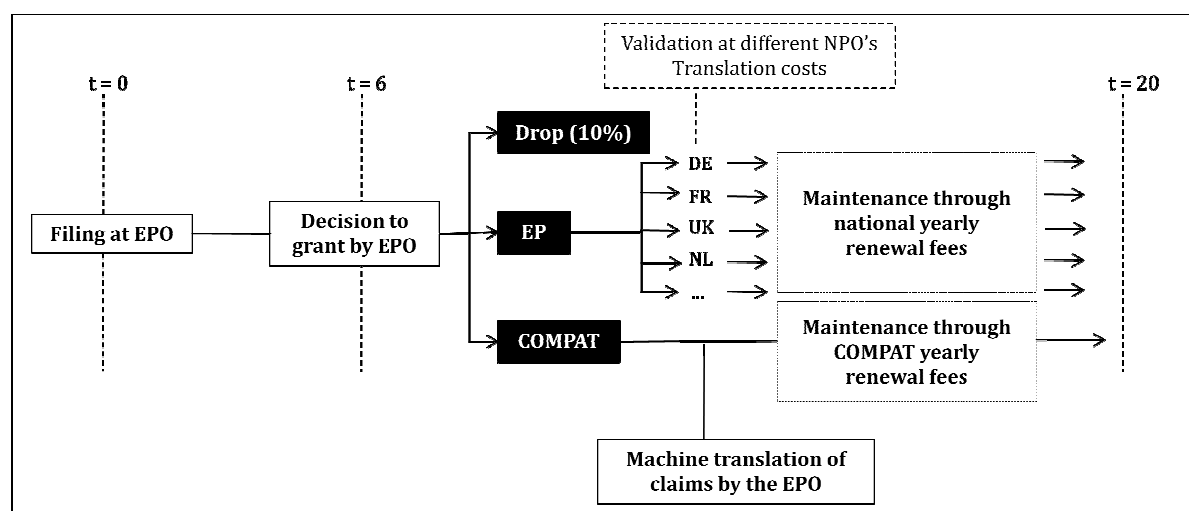 Validation at different NPO's
Translation costs
t = 0
t = 6
t = 20
Drop (10%)
DE
FR
UK
NL
...
Filing at EPO
Decision to
grant by EPO
EP
Maintenance through
national yearly
renewal fees
COMPAT
Maintenance through
COMPAT yearly
renewal fees
Machine translation of
claims by the EPO